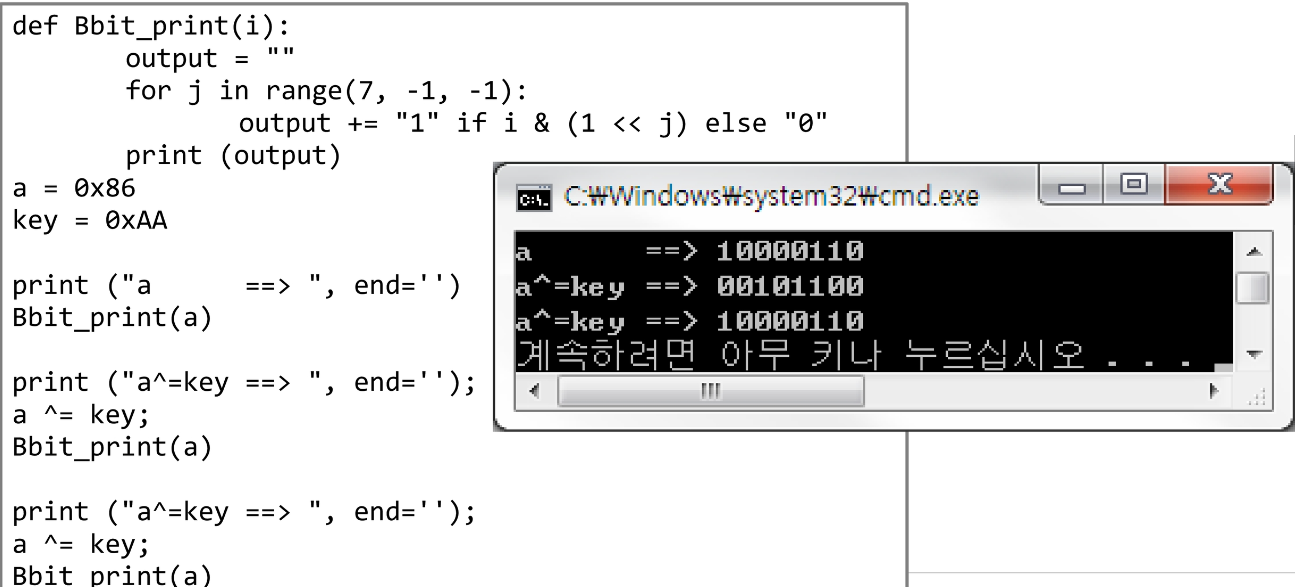 def Bbit_print(i):
output = ""
for j in range(7, -1, -1):
output += "1" if i & (1 << j) else "0"
print (output)
a = 0x86
key = 0xAA
print ("a       ==> ", end='')
Bbit_print(a)
print ("a^=key ==> ", end='');
a ^= key;
Bbit_print(a)
print ("a^=key ==> ", end='');
a ^= key;
Bbit_print(a)
C:₩Windows₩system32₩cmd.exe
a       ==> 10000110
a^=key ==> 00101100
a^=key ==> 10000110
계속하려면 아무 키나 누르십시오 . . .